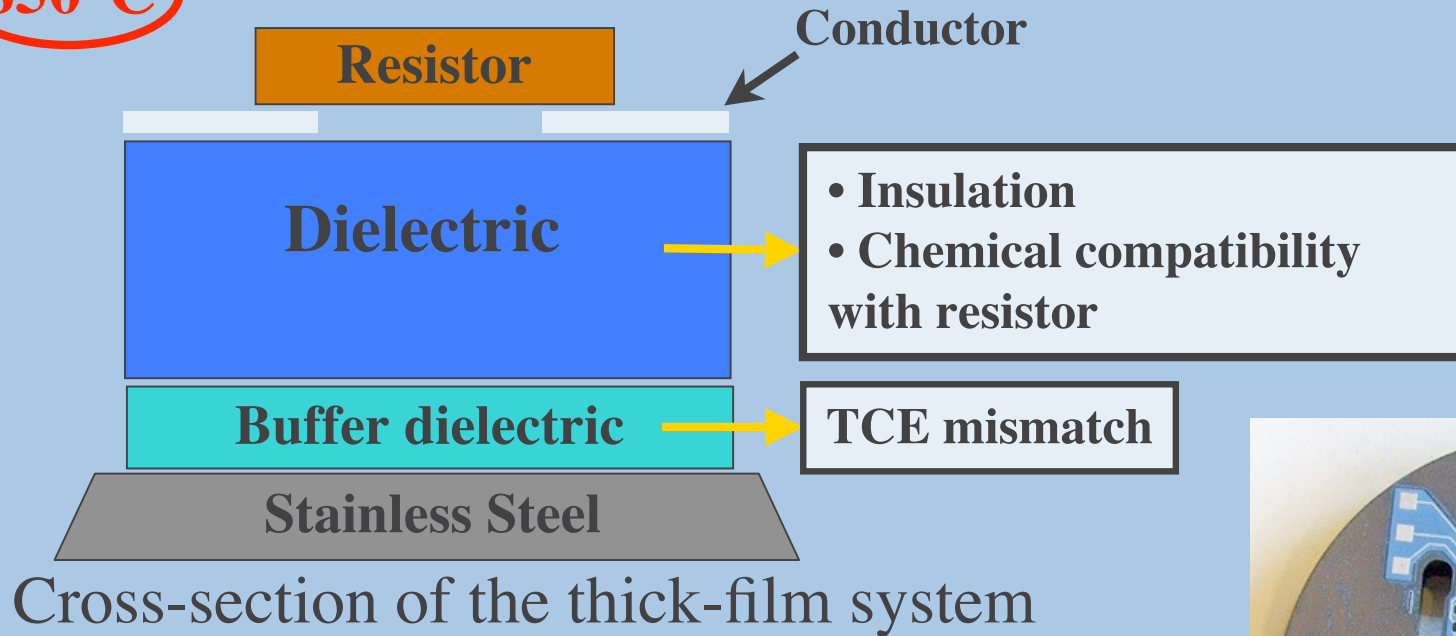 Conductor
Resistor
• Insulation
• Chemical compatibility
with resistor
Dielectric
Buffer dielectric
TCE mismatch
Stainless Steel
Cross-section of the thick-film system